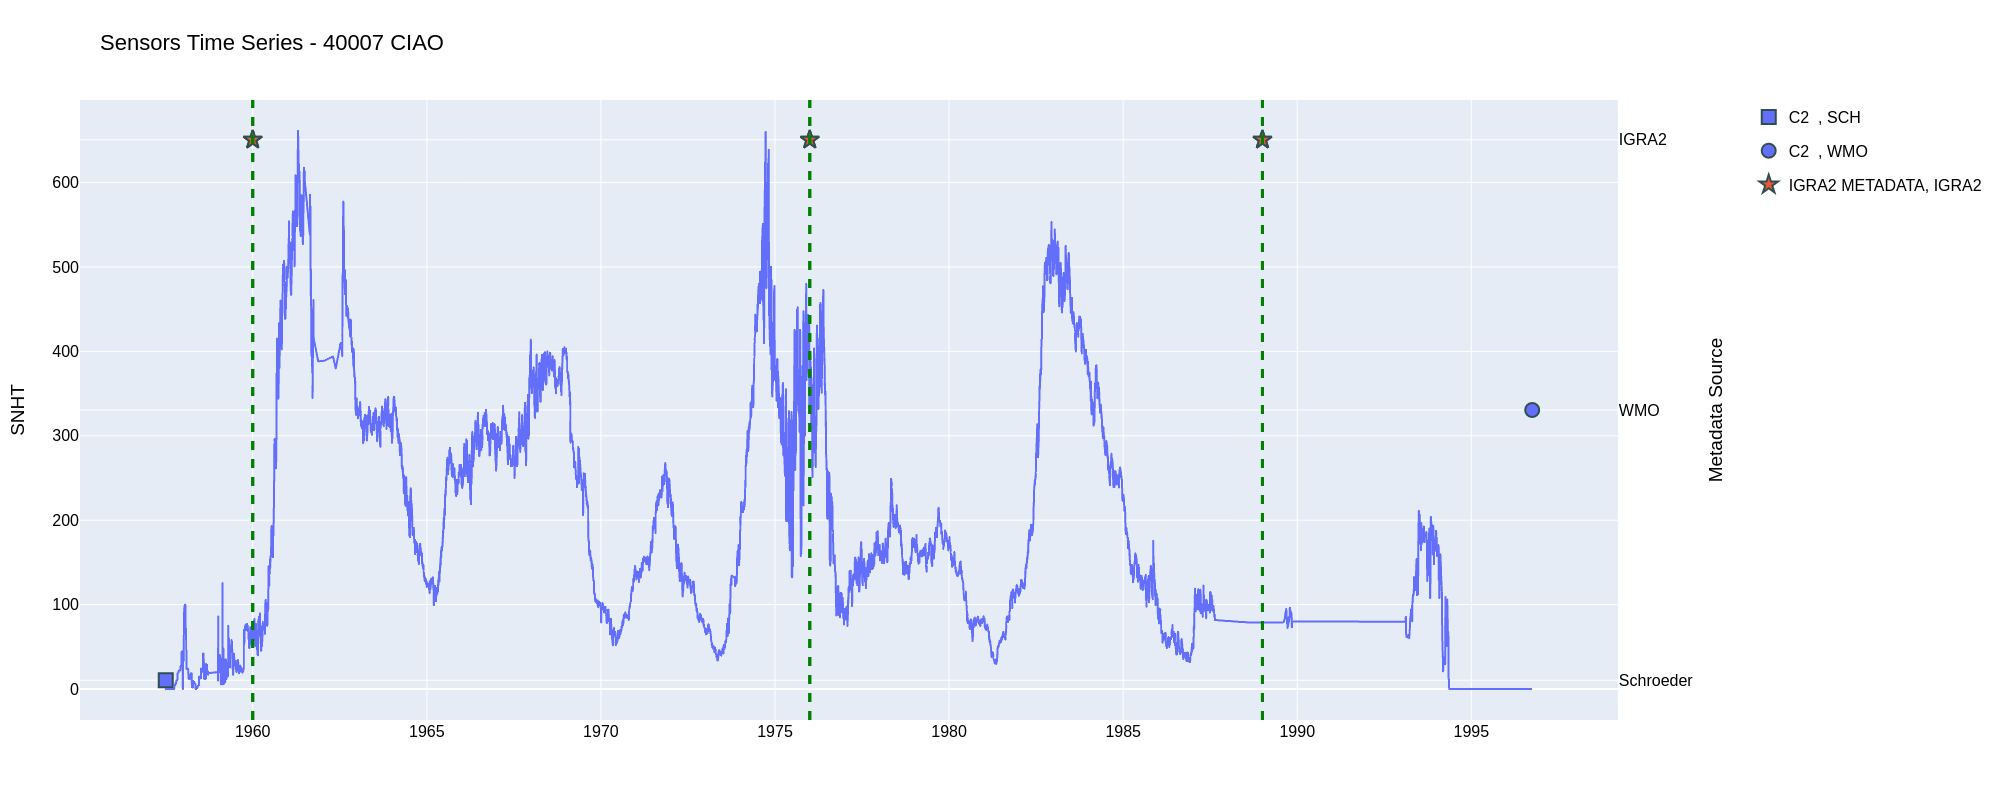 Sensors Time Series - 40007 CIAO
C2  , SCH
C2  , WMO
IGRA2 METADATA, IGRA2
SNHT
600
500
400
300
200
100
0
IGRA2
WMO
Schroeder
Metadata Source
1960
1965
1970
1975
1980
1985
1990
1995